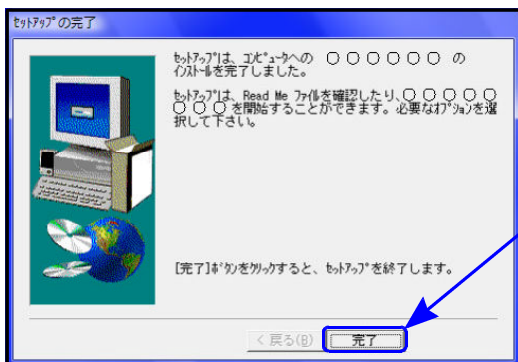 ｾｯﾄｱｯﾌﾟの完了
ｾｯﾄｱｯﾌﾟは、ｺﾝﾋﾟｭｰﾀへの ○○○○○○ の
ｲﾝｽﾄｰﾙを完了しました。
ｾｯﾄｱｯﾌﾟは、Read Me ﾌｧｲﾙを確認したり、○○○○○
○○○を開始することができます。必要なｵﾌﾟｼｮﾝを選
択して下さい。
[完了]ﾎﾞﾀﾝをｸﾘｯｸすると、ｾｯﾄｱｯﾌﾟを終了します。
< 戻る(B)
完了